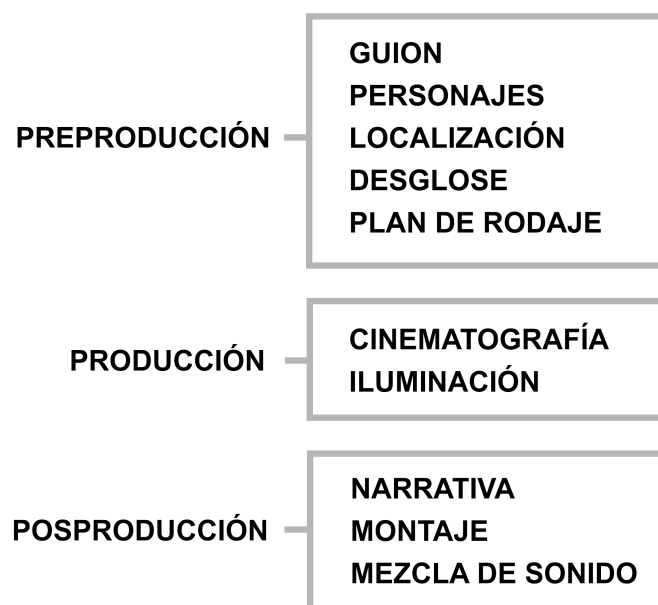 PREPRODUCCIÓN
GUION
PERSONAJES
LOCALIZACIÓN
DESGLOSE
PLAN DE RODAJE
PRODUCCIÓN
CINEMATOGRAFÍA
ILUMINACIÓN
POSPRODUCCIÓN
NARRATIVA
MONTAJE
MEZCLA DE SONIDO